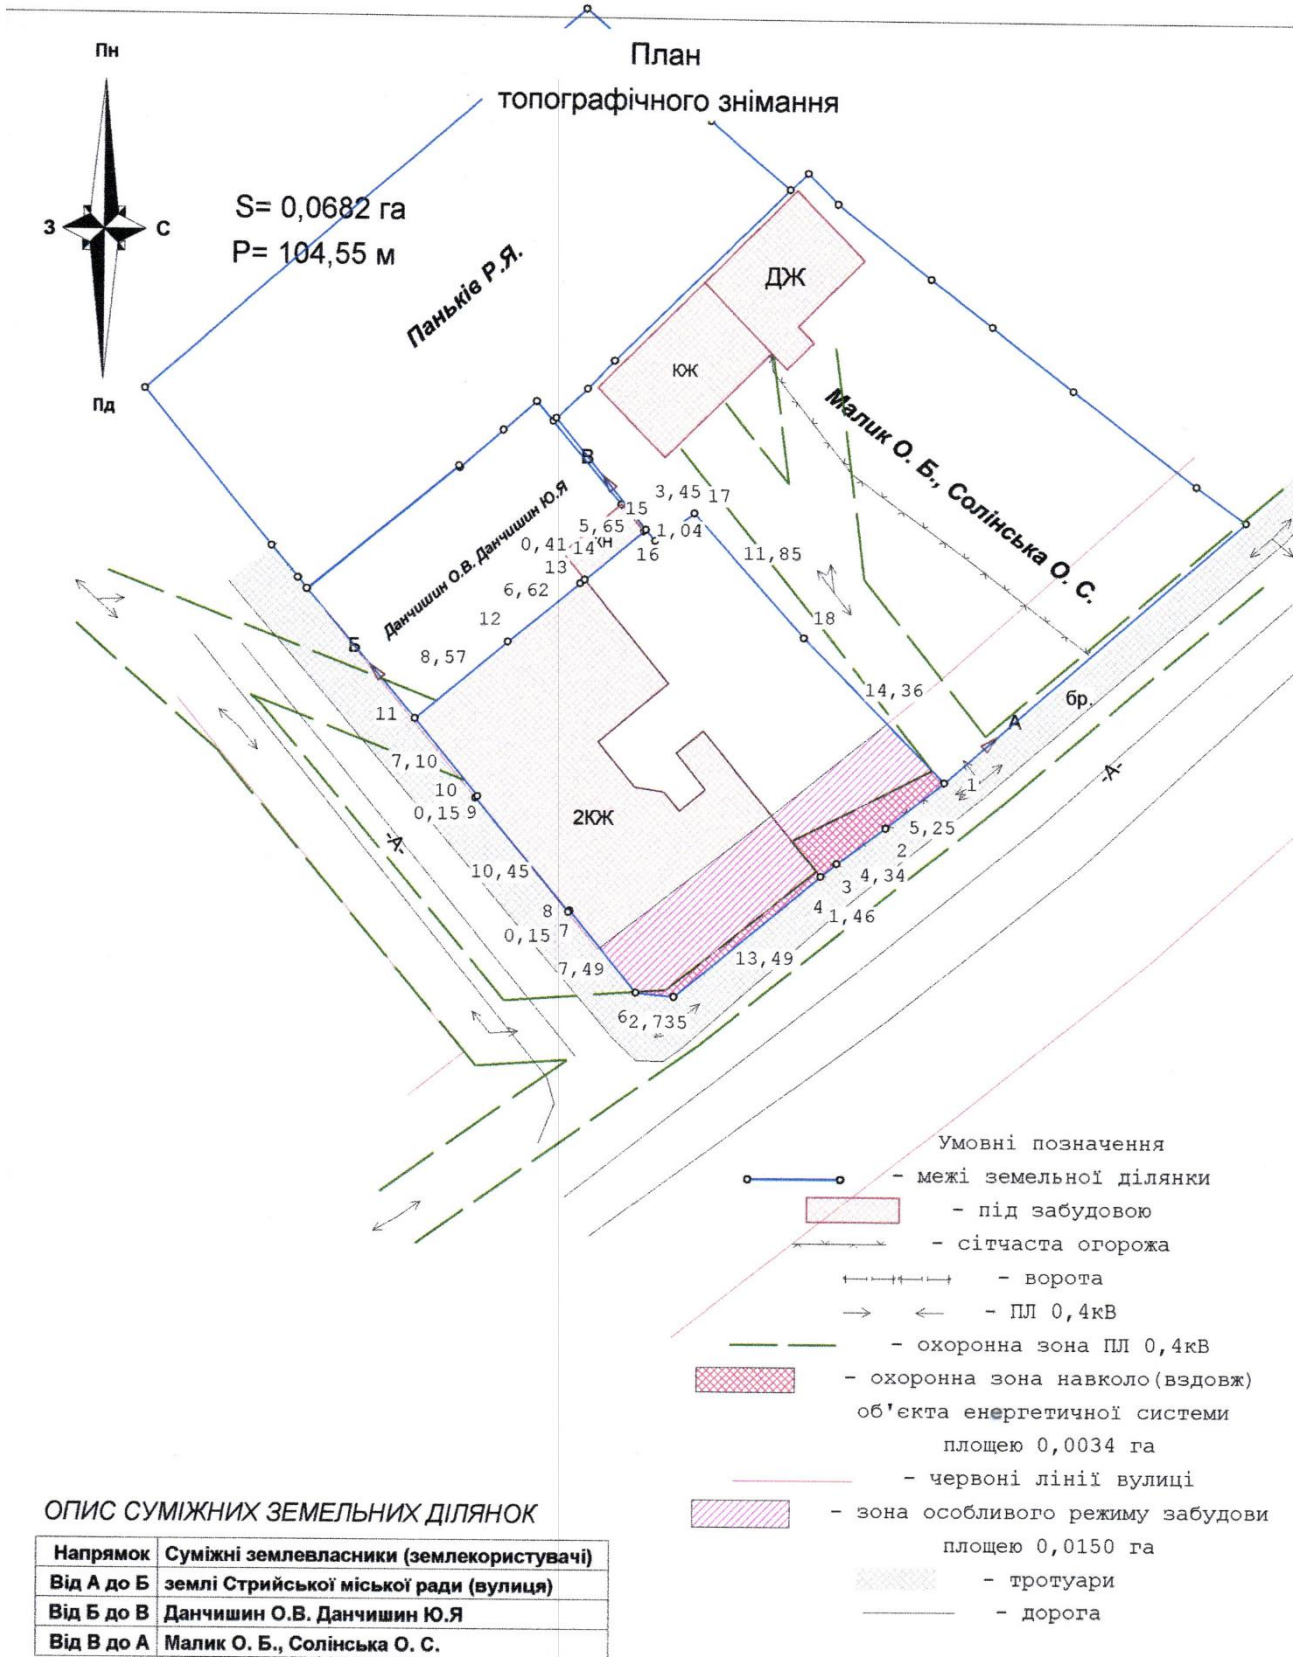 План
топографічного знімання
Пн
З
С
Пд
S= 0,0682 га
P= 104,55 м
Паньків Р.Я.
ДЖ
КЖ
Малик О. Б., Солінська О. С.
Данчишин О.В. Данчишин Ю.Я
В
15
3,45
17
5,65
кн
1,04
0,41
14
16
11,85
13
6,62
12
18
Б
8,57
14,36
11
бр.
А
7,10
-А-
10
1
0,15
9
2КЖ
5,25
-А-
2
4,34
10,45
3
8
4
1,46
0,15
7
13,49
7,49
6
2,73
5
Умовні позначення
- межі земельної ділянки
- під забудовою
- сітчаста огорожа
- ворота
- ПЛ 0,4кВ
- охоронна зона ПЛ 0,4кВ
- охоронна зона навколо(вздовж)
об'єкта енергетичної системи
площею 0,0034 га
- червоні лінії вулиці
- зона особливого режиму забудови
площею 0,0150 га
- тротуари
- дорога
ОПИС СУМІЖНИХ ЗЕМЕЛЬНИХ ДІЛЯНОК
Напрямок Суміжні землевласники (землекористувачі)
Від А до Б землі Стрийської міської ради (вулиця)
Від Б до В Данчишин О.В. Данчишин Ю.Я
Від В до А Малик О. Б., Солінська О. С.